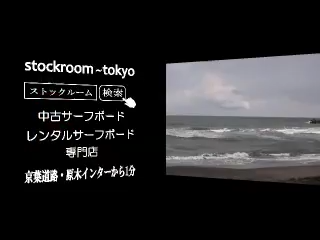 stockroom ~tokyo
ストックルーム 検索
中古サーフボード
レンタルサーフボード
専門店
京葉道路・原木インターから1分